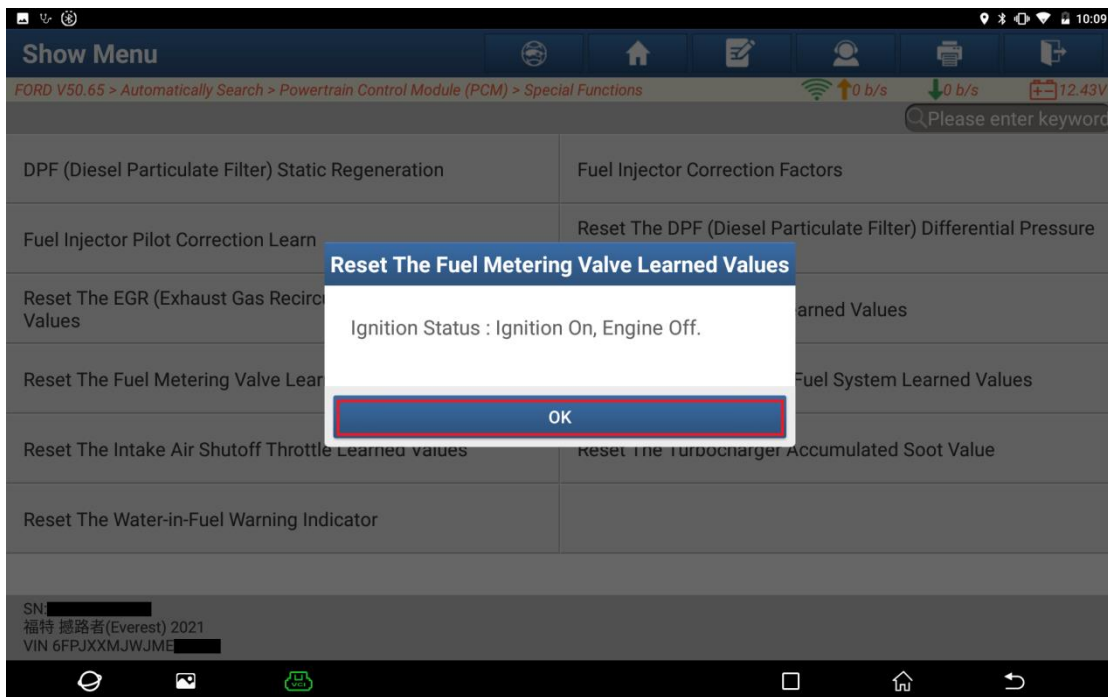 10:09
Show Menu
FORD V50.65 > Automatically Search > Powertrain Control Module (PCM) > Special Functions
0 b/s
0 b/s
12.43V
Please enter keyword
DPF (Diesel Particulate Filter) Static Regeneration
Fuel Injector Correction Factors
Fuel Injector Pilot Correction Learn
Reset The DPF (Diesel Particulate Filter) Differential Pressure
Reset The Fuel Metering Valve Learned Values
Reset The EGR (Exhaust Gas Recircu
Values
arned Values
Ignition Status : Ignition On, Engine Off.
Reset The Fuel Metering Valve Lear
Fuel System Learned Values
OK
Reset The Intake Air Shutoff Throttle Learned Values
Reset The Turbocharger Accumulated Soot Value
Reset The Water-in-Fuel Warning Indicator
SN:
福特 撼路者(Everest) 2021
VIN 6FPJXXMJWJME
VCI